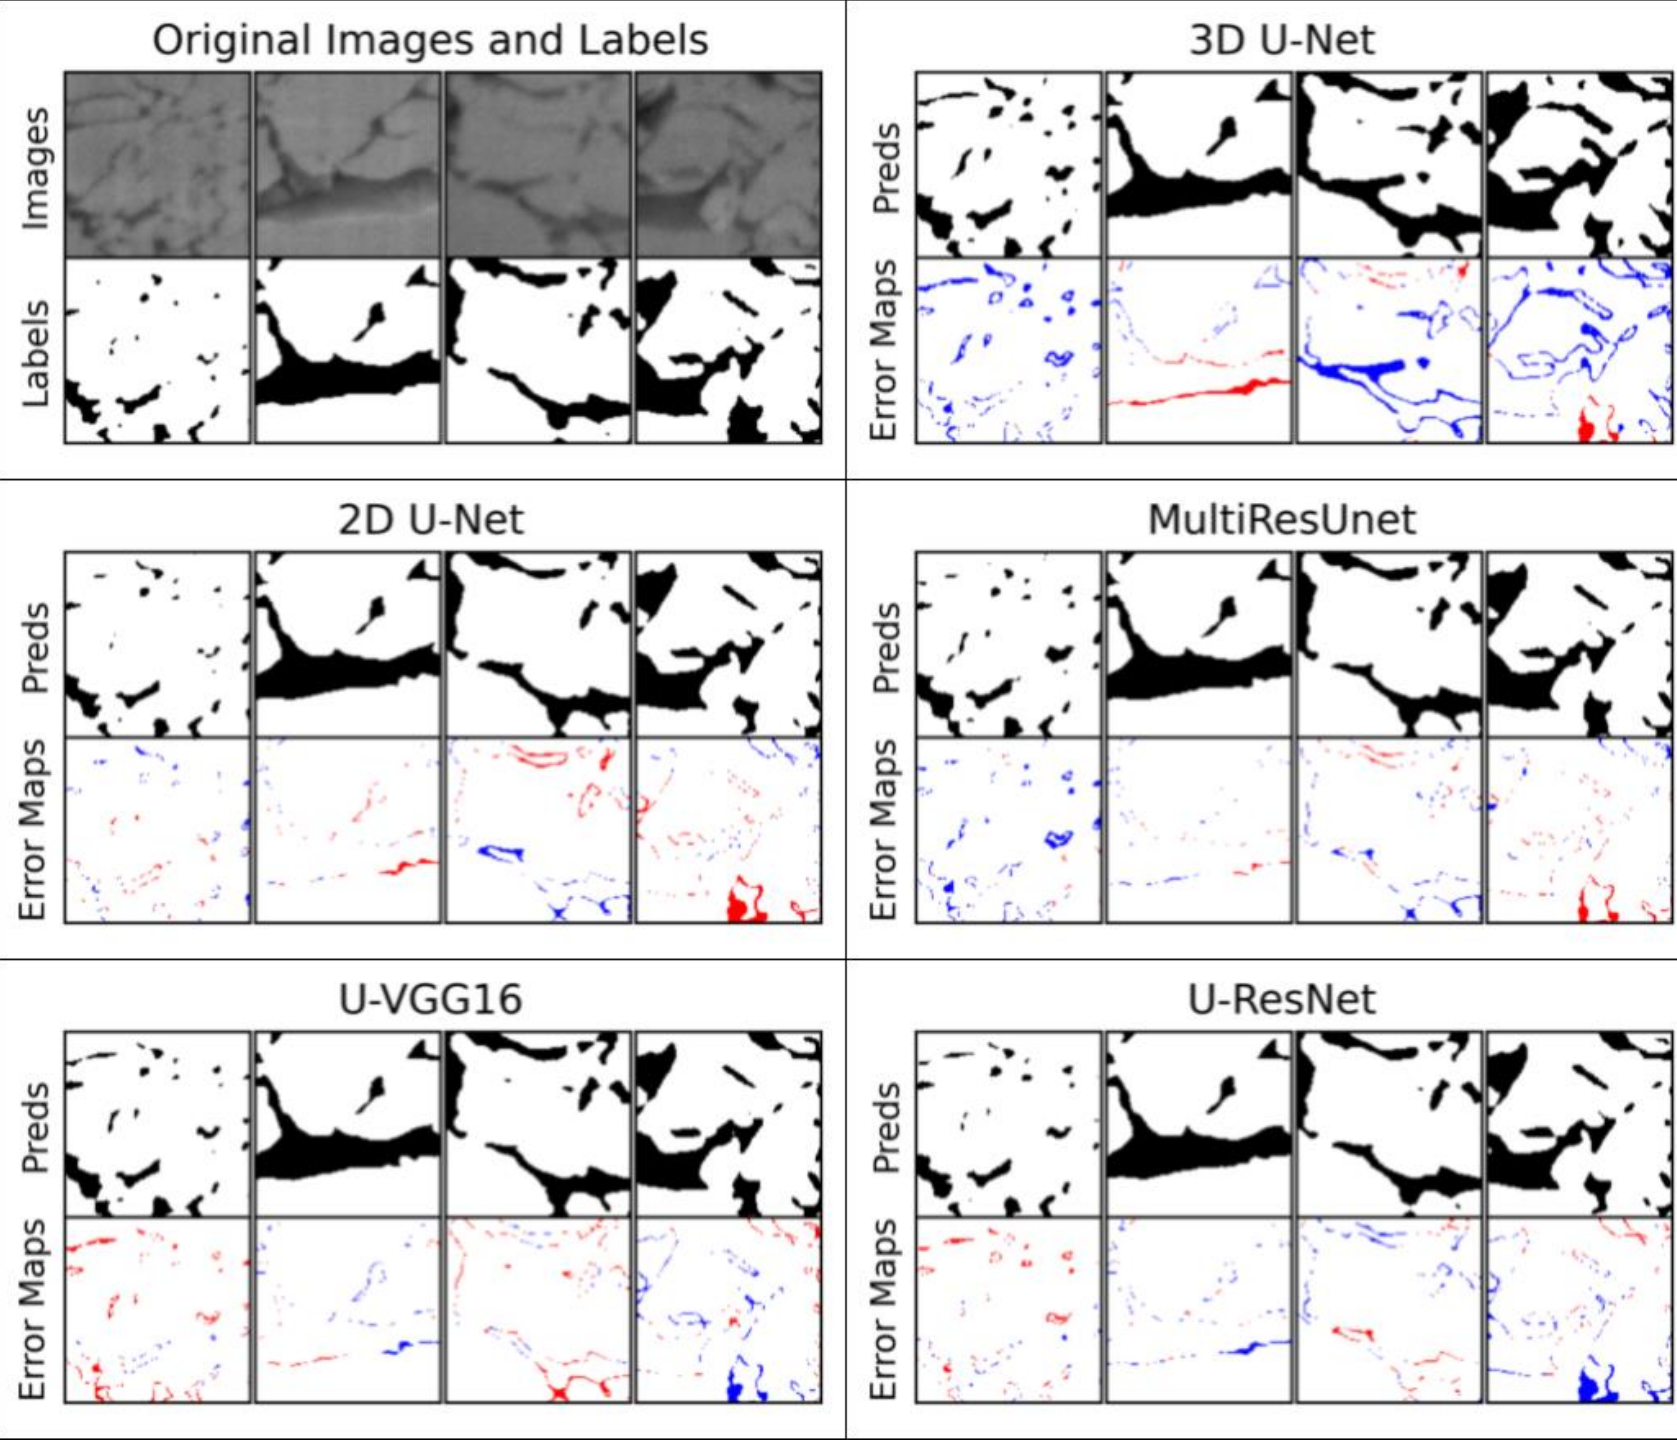 Original Images and Labels
Images
Labels
3D U-Net
Preds
Error Maps
2D U-Net
Preds
Error Maps
MultiResUnet
Preds
Error Maps
U-VGG16
Preds
Error Maps
U-ResNet
Preds
Error Maps